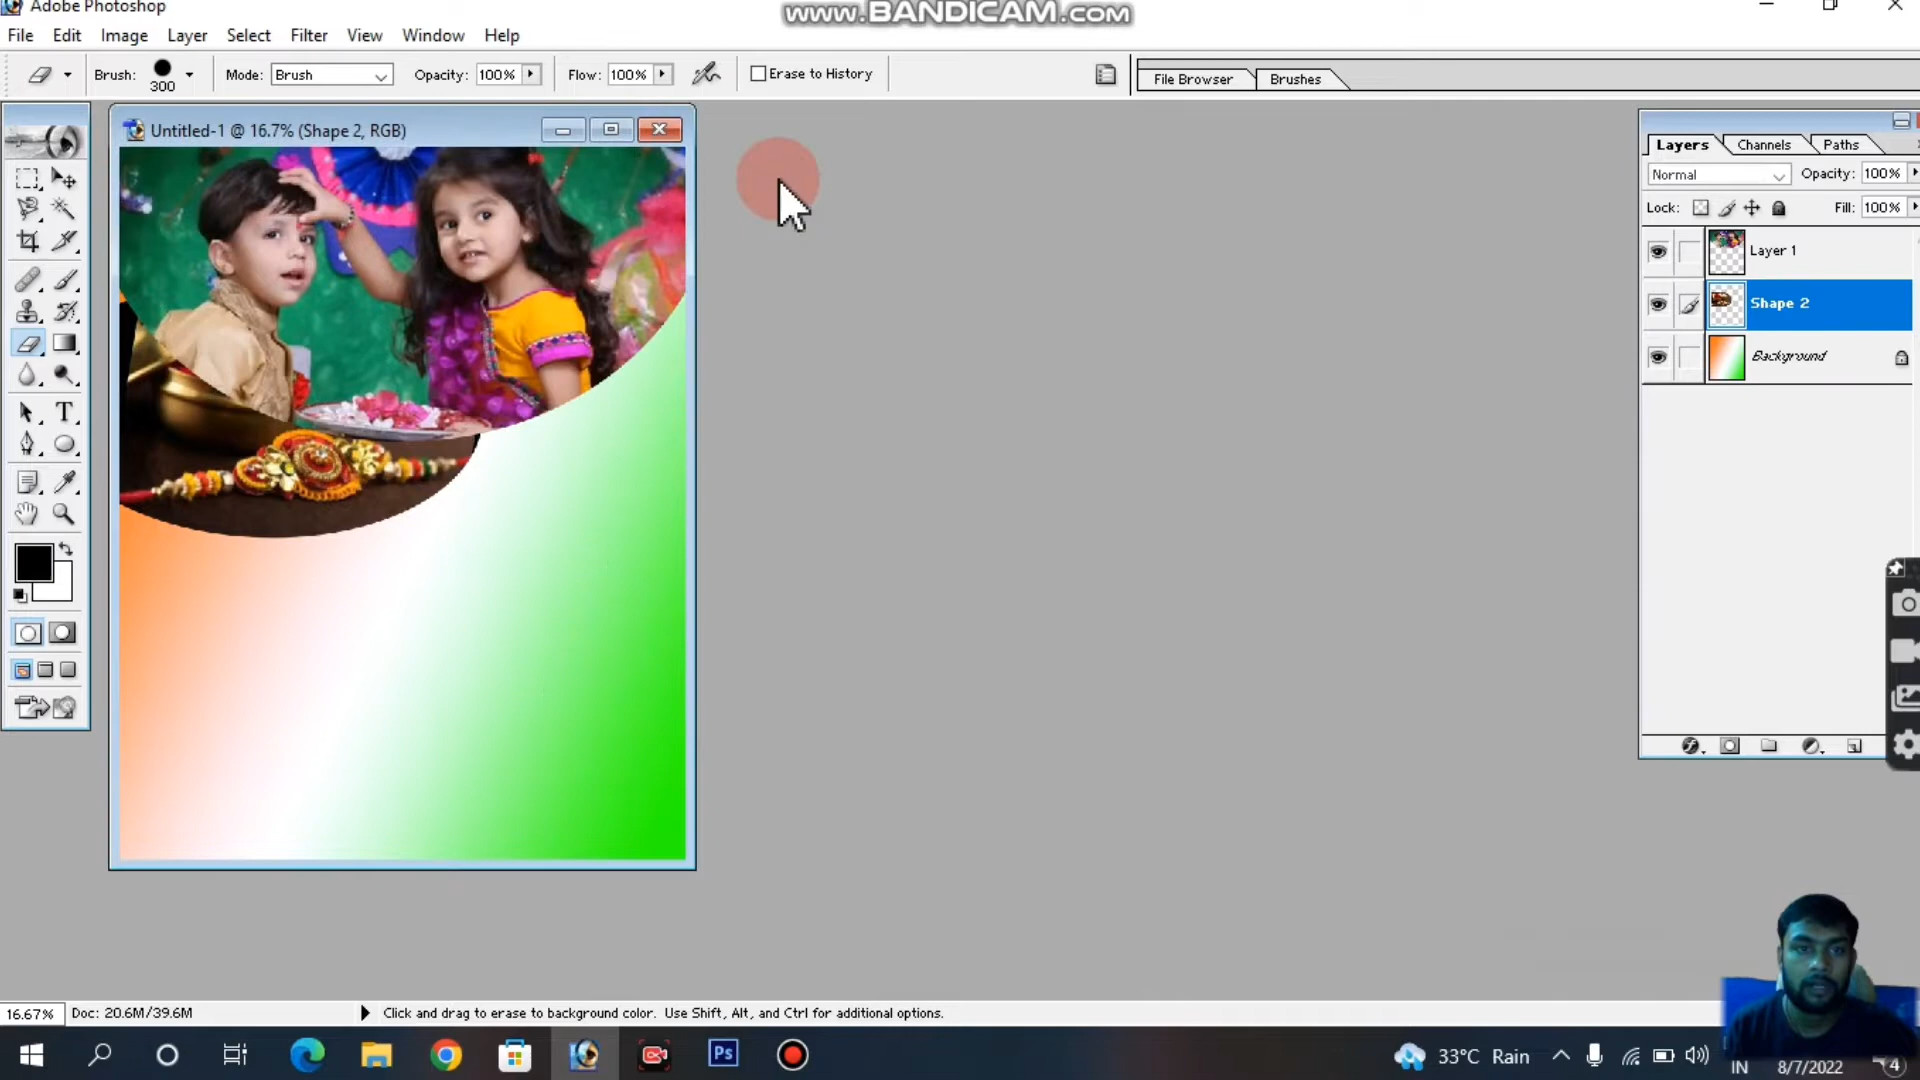 Adobe Photoshop
www.BANDICAM.com
File Edit Image Layer Select Filter View Window Help
Brush: 300 Mode: Brush Opacity: 100% Flow: 100% Erase to History File Browser Brushes
Untitled-1 @ 16.7% (Shape 2, RGB)
Layers Channels Paths
Normal Opacity: 100%
Lock: Fill: 100%
Layer 1
Shape 2
Background
16.67% Doc: 20.6M/39.6M Click and drag to erase to background color. Use Shift, Alt, and Ctrl for additional options.
Ps 33°C Rain IN 8/7/2022 4